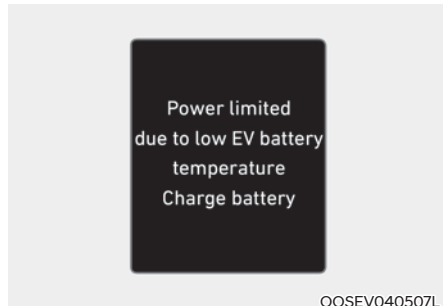 Power limited
due to low EV battery
temperature
Charge battery
OOSEV040507L